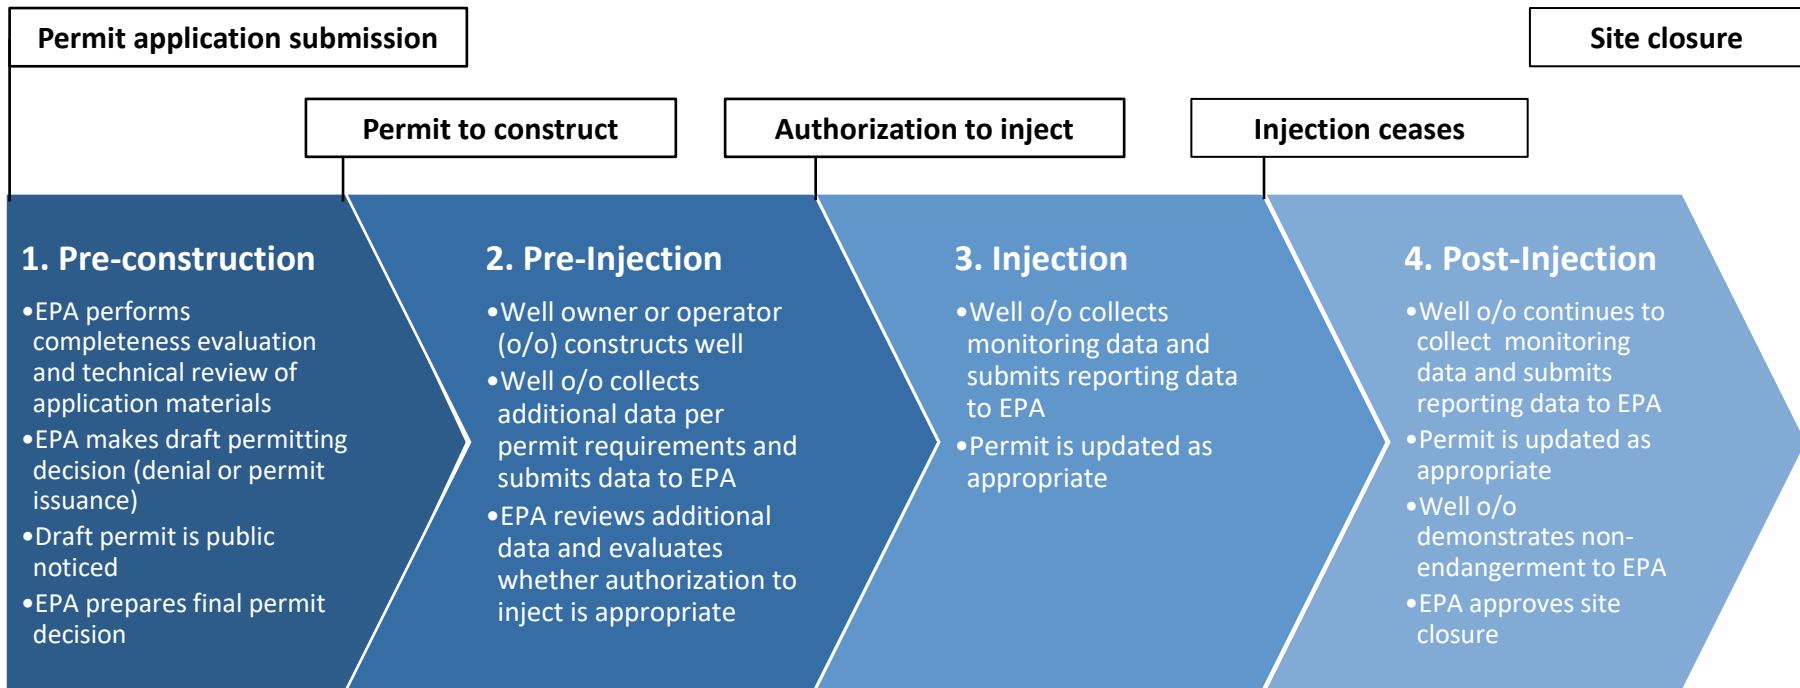 Permit application submission
Site closure
Permit to construct
Authorization to inject
Injection ceases
1. Pre-construction
•EPA performs
completeness evaluation
and technical review of
application materials
•EPA makes draft permitting
decision (denial or permit
issuance)
•Draft permit is public
noticed
•EPA prepares final permit
decision
2. Pre-Injection
•Well owner or operator
(o/o) constructs well
•Well o/o collects
additional data per
permit requirements and
submits data to EPA
•EPA reviews additional
data and evaluates
whether authorization to
inject is appropriate
3. Injection
•Well o/o collects
monitoring data and
submits reporting data
to EPA
•Permit is updated as
appropriate
4. Post-Injection
•Well o/o continues to
collect monitoring
data and submits
reporting data to EPA
•Permit is updated as
appropriate
•Well o/o
demonstrates non-
endangerment to EPA
•EPA approves site
closure